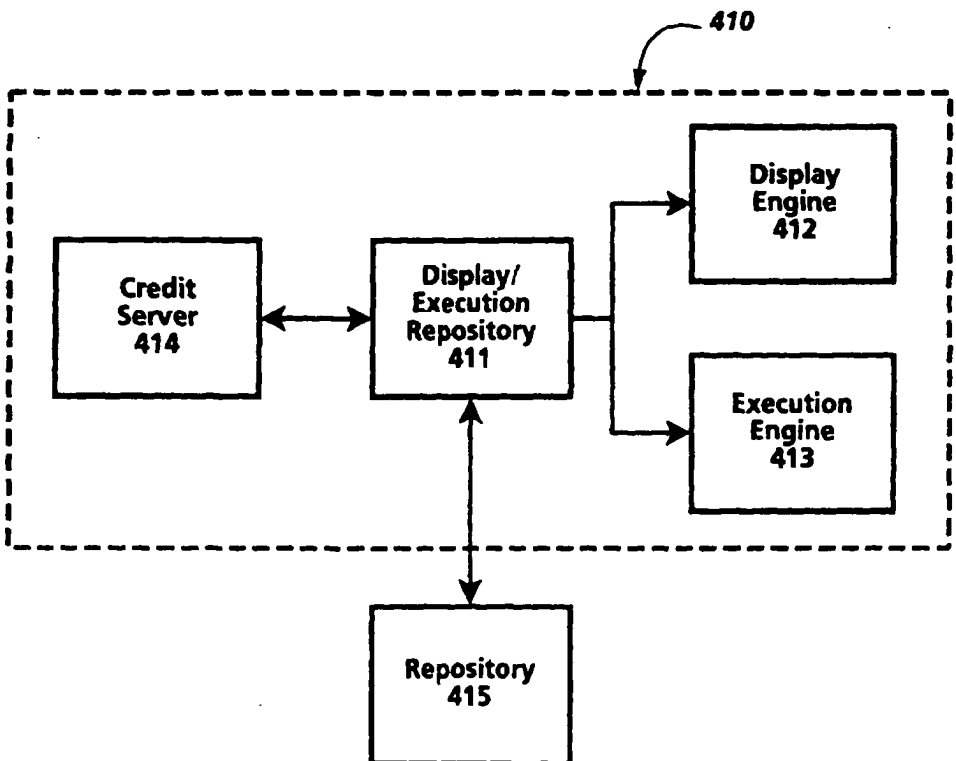 410
Display
Engine
412
Credit
Server
414
Display/
Execution
Repository
411
Execution
Engine
413
Repository
415